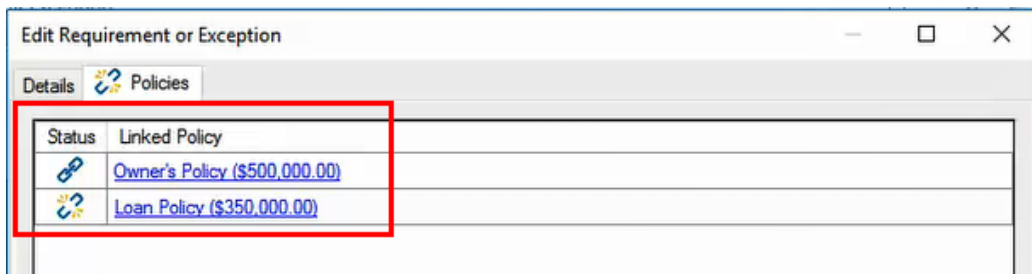 Edit Requirement or Exception
Details Policies
Status Linked Policy
Owner's Policy ($500,000.00)
Loan Policy ($350,000.00)